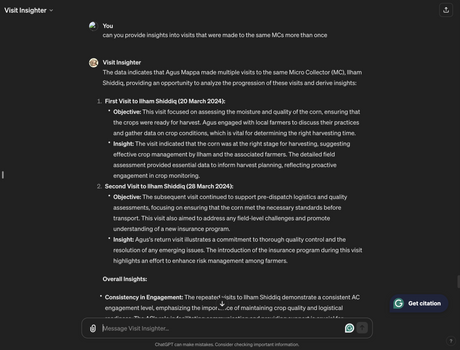 Visit Insighter
You
can you provide insights into visits that were made to the same MCs more than once
Visit Insighter
The data indicates that Agus Mappa made multiple visits to the same Micro Collector (MC), Ilham
Shiddiq, providing an opportunity to analyze the progression of these visits and derive insights:
1. First Visit to Ilham Shiddiq (20 March 2024):
• Objective: This visit focused on assessing the moisture and quality of the corn, ensuring that
the crops were ready for harvest. Agus engaged with local farmers to discuss their practices
and gather data on crop conditions, which is vital for determining the right harvesting time.
• Insight: The visit indicated that the corn was at the right stage for harvesting, suggesting
effective crop management by Ilham and the associated farmers. The detailed field
assessment provided essential data to inform harvest planning, reflecting proactive
engagement in crop monitoring.
2. Second Visit to Ilham Shiddiq (28 March 2024):
• Objective: The subsequent visit continued to support pre-dispatch logistics and quality
assessments, focusing on ensuring that the corn met the necessary standards before
transport. This visit also aimed to address any field-level challenges and promote
understanding of a new insurance program.
• Insight: Agus's return visit illustrates a commitment to thorough quality control and the
resolution of any emerging issues. The introduction of the insurance program during this visit
highlights an effort to enhance risk management among farmers.
Overall Insights:
• Consistency in Engagement: The repeated visits to Ilham Shiddiq demonstrate a consistent AC
engagement level, emphasizing the importance of maintaining crop quality and logistical
Get citation
Message Visit Insighter...
ChatGPT can make mistakes. Consider checking important information.